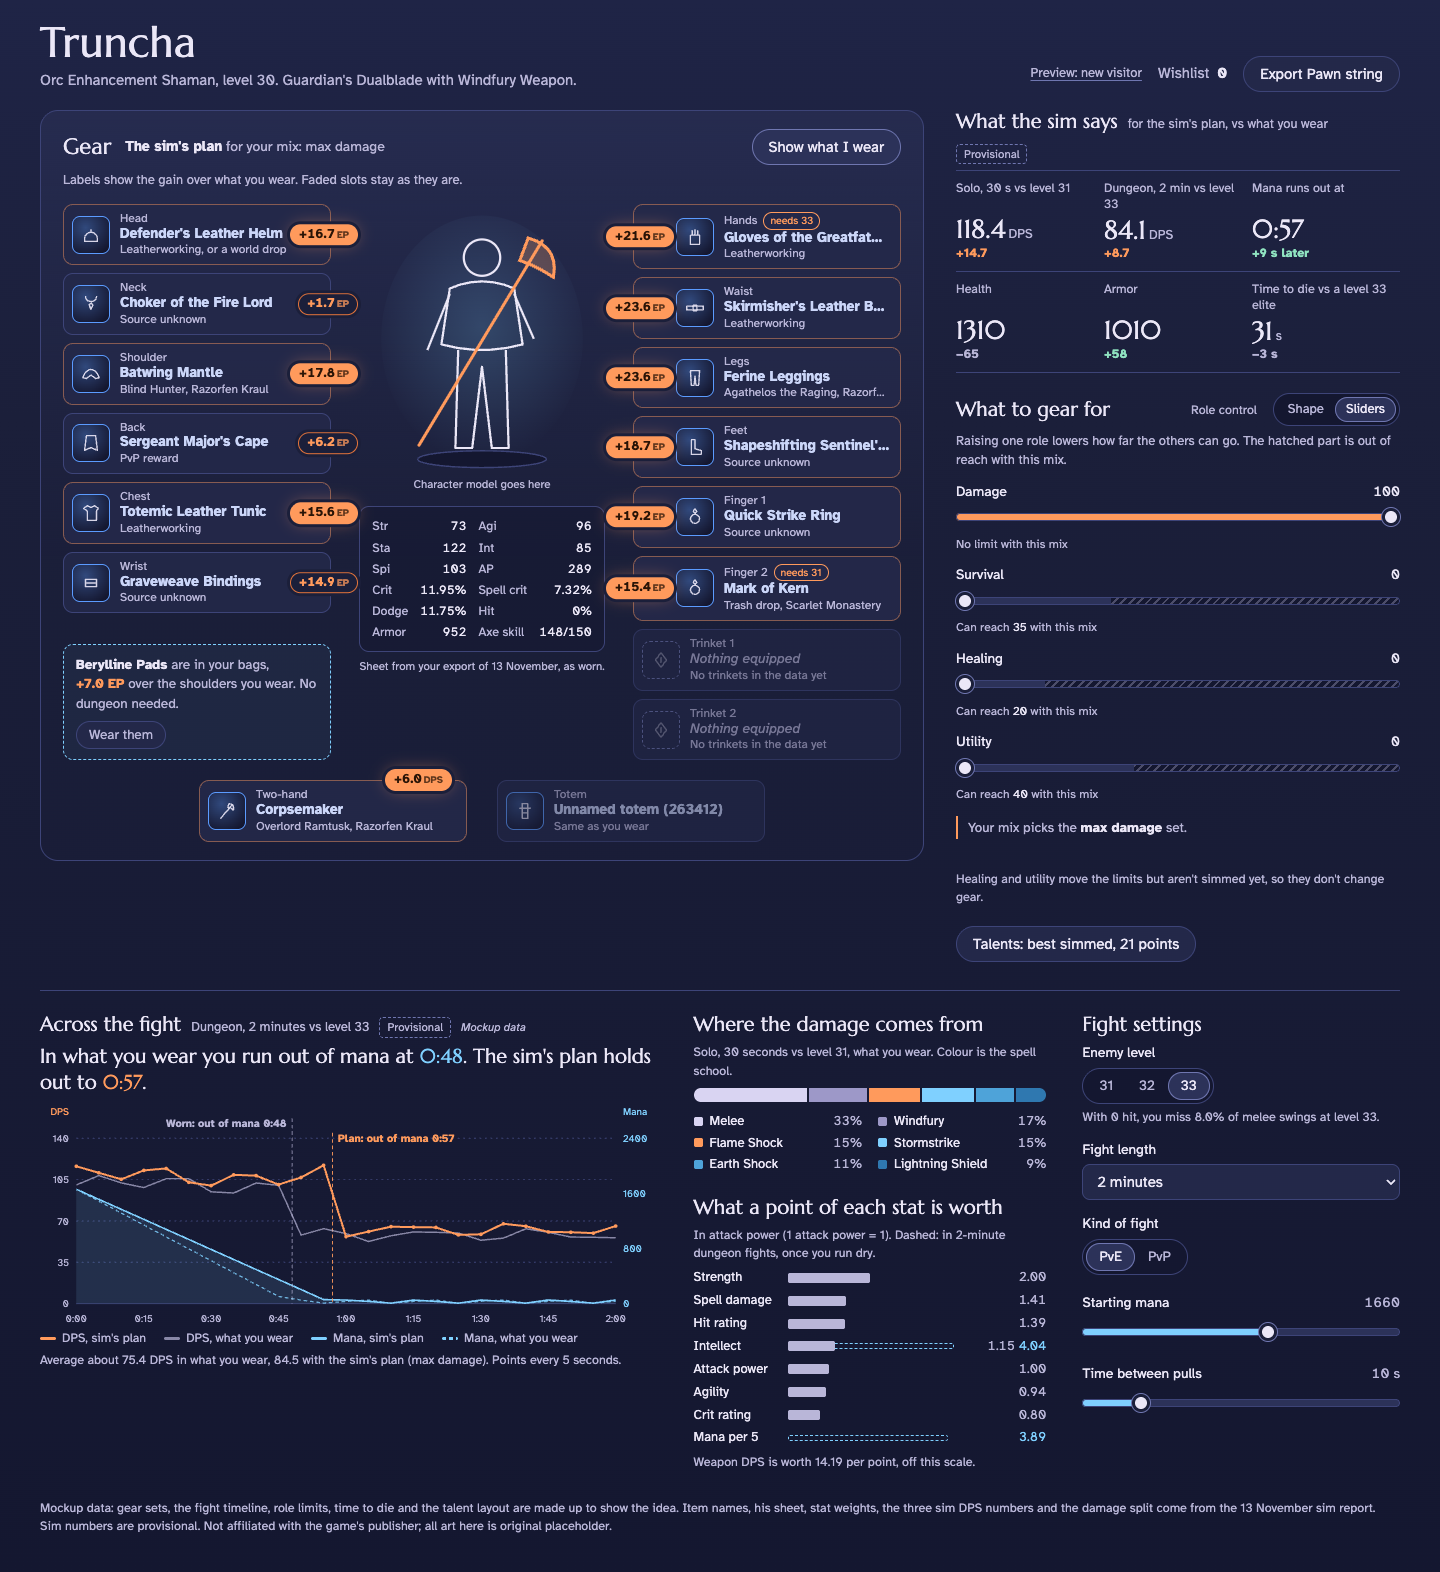 Truncha
Orc Enhancement Shaman, level 30. Guardian's Dualblade with Windfury Weapon.
Preview: new visitor
Wishlist 0
Export Pawn string
Gear
The sim's plan for your mix: max damage
Show what I wear
Labels show the gain over what you wear. Faded slots stay as they are.
Head
Defender's Leather Helm
Leatherworking, or a world drop
+16.7 EP
Neck
Choker of the Fire Lord
Source unknown
+1.7 EP
Shoulder
Batwing Mantle
Blind Hunter, Razorfen Kraul
+17.8 EP
Back
Sergeant Major's Cape
PvP reward
+6.2 EP
Chest
Totemic Leather Tunic
Leatherworking
+15.6 EP
Wrist
Graveweave Bindings
Source unknown
+14.9 EP
Berylline Pads are in your bags,
+7.0 EP over the shoulders you wear. No
dungeon needed.
Wear them
Character model goes here
Str 73 Agi 96
Sta 122 Int 85
Spi 103 AP 289
Crit 11.95% Spell crit 7.32%
Dodge 11.75% Hit 0%
Armor 952 Axe skill 148/150
Sheet from your export of 13 November, as worn.
+21.6 EP
Hands needs 33
Gloves of the Greatfat...
Leatherworking
+23.6 EP
Waist
Skirmisher's Leather B...
Leatherworking
+23.6 EP
Legs
Ferine Leggings
Agathelos the Raging, Razorf...
+18.7 EP
Feet
Shapeshifting Sentinel'...
Source unknown
+19.2 EP
Finger 1
Quick Strike Ring
Source unknown
+15.4 EP
Finger 2 needs 31
Mark of Kern
Trash drop, Scarlet Monastery
Trinket 1
Nothing equipped
No trinkets in the data yet
Trinket 2
Nothing equipped
No trinkets in the data yet
+6.0 DPS
Two-hand
Corpsemaker
Overlord Ramtusk, Razorfen Kraul
Totem
Unnamed totem (263412)
Same as you wear
What the sim says
for the sim's plan, vs what you wear
Provisional
Solo, 30 s vs level 31
118.4 DPS
+14.7
Dungeon, 2 min vs level
33
84.1 DPS
+8.7
Mana runs out at
0:57
+9 s later
Health
1310
−65
Armor
1010
+58
Time to die vs a level 33
elite
31 s
−3 s
What to gear for
Role control
Shape
Sliders
Raising one role lowers how far the others can go. The hatched part is out of
reach with this mix.
Damage 100
No limit with this mix
Survival 0
Can reach 35 with this mix
Healing 0
Can reach 20 with this mix
Utility 0
Can reach 40 with this mix
Your mix picks the max damage set.
Healing and utility move the limits but aren't simmed yet, so they don't change
gear.
Talents: best simmed, 21 points
Across the fight
Dungeon, 2 minutes vs level 33
Provisional
Mockup data
In what you wear you run out of mana at 0:48. The sim's plan holds
out to 0:57.
DPS
Mana
Worn: out of mana 0:48
Plan: out of mana 0:57
140
105
70
35
0
2400
1600
800
0
0:00 0:15 0:30 0:45 1:00 1:15 1:30 1:45 2:00
DPS, sim's plan
DPS, what you wear
Mana, sim's plan
Mana, what you wear
Average about 75.4 DPS in what you wear, 84.5 with the sim's plan (max damage). Points every 5 seconds.
Where the damage comes from
Solo, 30 seconds vs level 31, what you wear. Colour is the spell
school.
Melee 33% Windfury 17%
Flame Shock 15% Stormstrike 15%
Earth Shock 11% Lightning Shield 9%
What a point of each stat is worth
In attack power (1 attack power = 1). Dashed: in 2-minute
dungeon fights, once you run dry.
Strength 2.00
Spell damage 1.41
Hit rating 1.39
Intellect 1.15 4.04
Attack power 1.00
Agility 0.94
Crit rating 0.80
Mana per 5 3.89
Weapon DPS is worth 14.19 per point, off this scale.
Fight settings
Enemy level
31 32 33
With 0 hit, you miss 8.0% of melee swings at level 33.
Fight length
2 minutes
Kind of fight
PvE PvP
Starting mana 1660
Time between pulls 10 s
Mockup data: gear sets, the fight timeline, role limits, time to die and the talent layout are made up to show the idea. Item names, his sheet, stat weights, the three sim DPS numbers and the damage split come from the 13 November sim report.
Sim numbers are provisional. Not affiliated with the game's publisher; all art here is original placeholder.